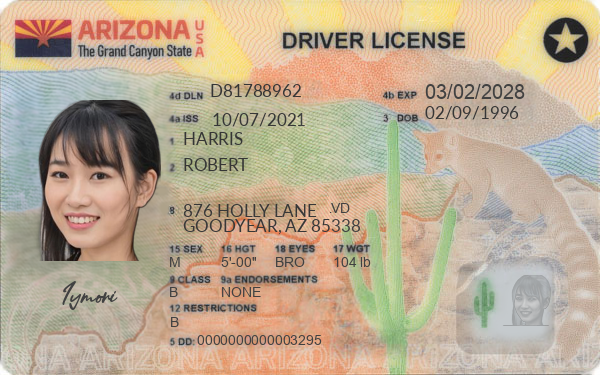 ARIZONA USA
The Grand Canyon State
DRIVER LICENSE
4d DLN D81788962
4b EXP 03/02/2028
4a ISS 10/07/2021
3 DOB 02/09/1996
1 HARRIS
2 ROBERT
8 876 HOLLY LANE .VD
GOODYEAR, AZ 85338
15 SEX 16 HGT 18 EYES 17 WGT
M 5'-00" BRO 104 lb
9 CLASS 9a ENDORSEMENTS
B NONE
12 RESTRICTIONS
B
5 DD: 0000000000003295
Iymori
ARIZONA ARIZONA ARIZONA ARIZONA